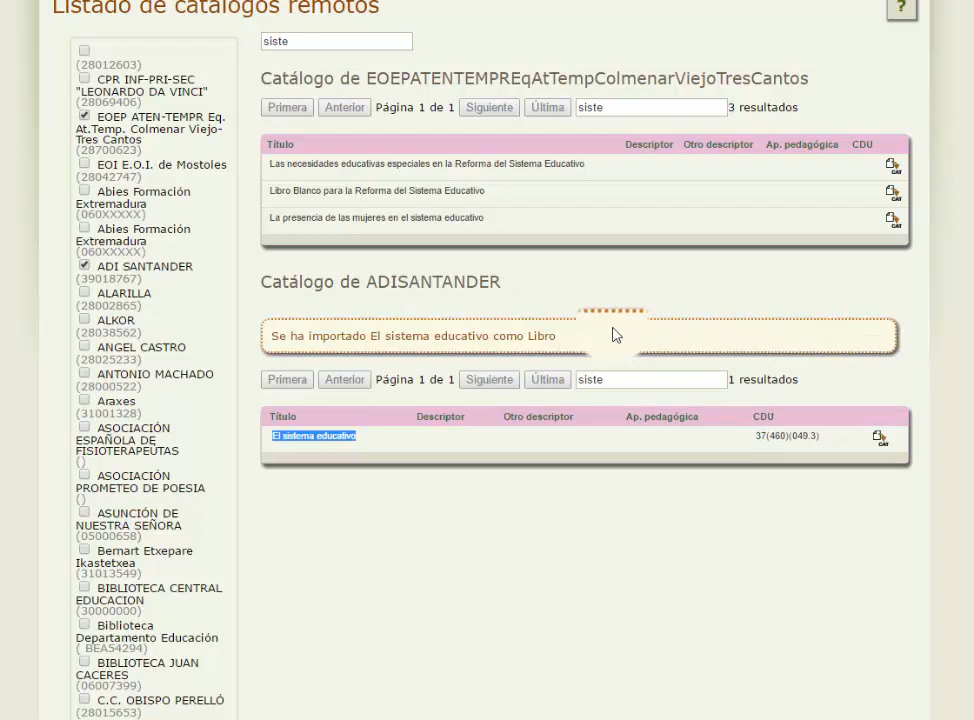 Listado de catálogos remotos
?
(28012603)
CPR INF-PRI-SEC
"LEONARDO DA VINCI"
(28069406)
EOEP ATEN-TEMPR Eq.
At.Temp. Colmenar Viejo-
Tres Cantos
(28700623)
EOI E.O.I. de Mostoles
(28042747)
Abies Formación
Extremadura
(060XXXXX)
Abies Formación
Extremadura
(060XXXXX)
ADI SANTANDER
(39018767)
ALARILLA
(28002865)
ALKOR
(28038562)
ANGEL CASTRO
(28025233)
ANTONIO MACHADO
(28000522)
Araxes
(31001328)
ASOCIACIÓN
ESPAÑOLA DE
FISIOTERAPEUTAS
()
ASOCIACIÓN
PROMETEO DE POESIA
()
ASUNCIÓN DE
NUESTRA SEÑORA
(05000658)
Bernart Etxepare
Ikastetxea
(31013549)
BIBLIOTECA CENTRAL
EDUCACION
(30000000)
Biblioteca
Departamento Educación
( BEA54294)
BIBLIOTECA JUAN
CACERES
(06007399)
C.C. OBISPO PERELLÓ
(28015653)
siste
Catálogo de EOEPATENTEMPREqAtTempColmenarViejoTresCantos
Primera Anterior Página 1 de 1 Siguiente Última siste 3 resultados
Título Descriptor Otro descriptor Ap. pedagógica CDU
Las necesidades educativas especiales en la Reforma del Sistema Educativo CAT
Libro Blanco para la Reforma del Sistema Educativo CAT
La presencia de las mujeres en el sistema educativo CAT
Catálogo de ADISANTANDER
Se ha importado El sistema educativo como Libro
Primera Anterior Página 1 de 1 Siguiente Última siste 1 resultados
Título Descriptor Otro descriptor Ap. pedagógica CDU
El sistema educativo 37(460)(049.3) CAT